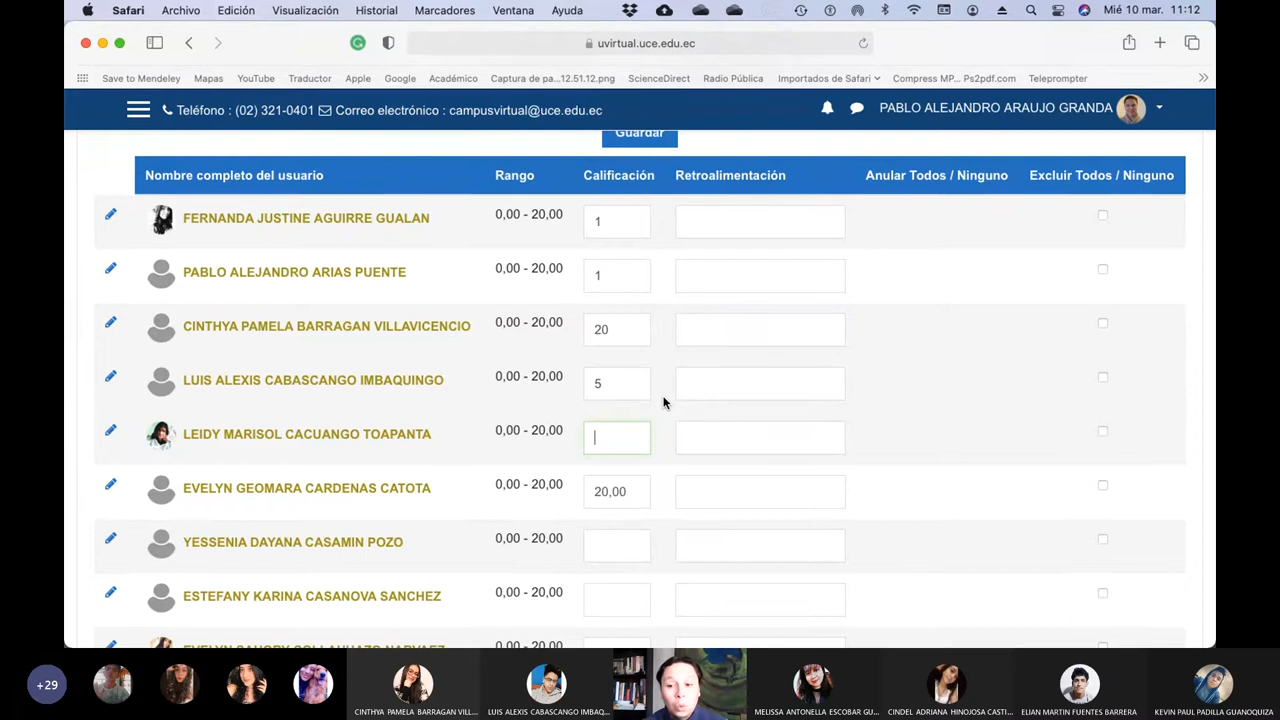 Safari Archivo Edición Visualización Historial Marcadores Ventana Ayuda Mié 10 mar. 11:12
uvirtual.uce.edu.ec
Save to Mendeley Mapas YouTube Traductor Apple Google Académico Captura de pa...12.51.12.png ScienceDirect Radio Pública Importados de Safari Compress MP... Ps2pdf.com Teleprompter
Teléfono : (02) 321-0401 Correo electrónico : campusvirtual@uce.edu.ec PABLO ALEJANDRO ARAUJO GRANDA
Guardar
Nombre completo del usuario Rango Calificación Retroalimentación Anular Todos / Ninguno Excluir Todos / Ninguno
FERNANDA JUSTINE AGUIRRE GUALAN 0,00 - 20,00 1
PABLO ALEJANDRO ARIAS PUENTE 0,00 - 20,00 1
CINTHYA PAMELA BARRAGAN VILLAVICENCIO 0,00 - 20,00 20
LUIS ALEXIS CABASCANGO IMBAQUINGO 0,00 - 20,00 5
LEIDY MARISOL CACUANGO TOAPANTA 0,00 - 20,00
EVELYN GEOMARA CARDENAS CATOTA 0,00 - 20,00 20,00
YESSENIA DAYANA CASAMIN POZO 0,00 - 20,00
ESTEFANY KARINA CASANOVA SANCHEZ 0,00 - 20,00
+29
CINTHYA PAMELA BARRAGAN VILL... LUIS ALEXIS CABASCANGO IMBAQ... MELISSA ANTONELLA ESCOBAR GU... CINDEL ADRIANA HINOJOSA CASTI... ELIAN MARTIN FUENTES BARRERA KEVIN PAUL PADILLA GUANOQUIZA